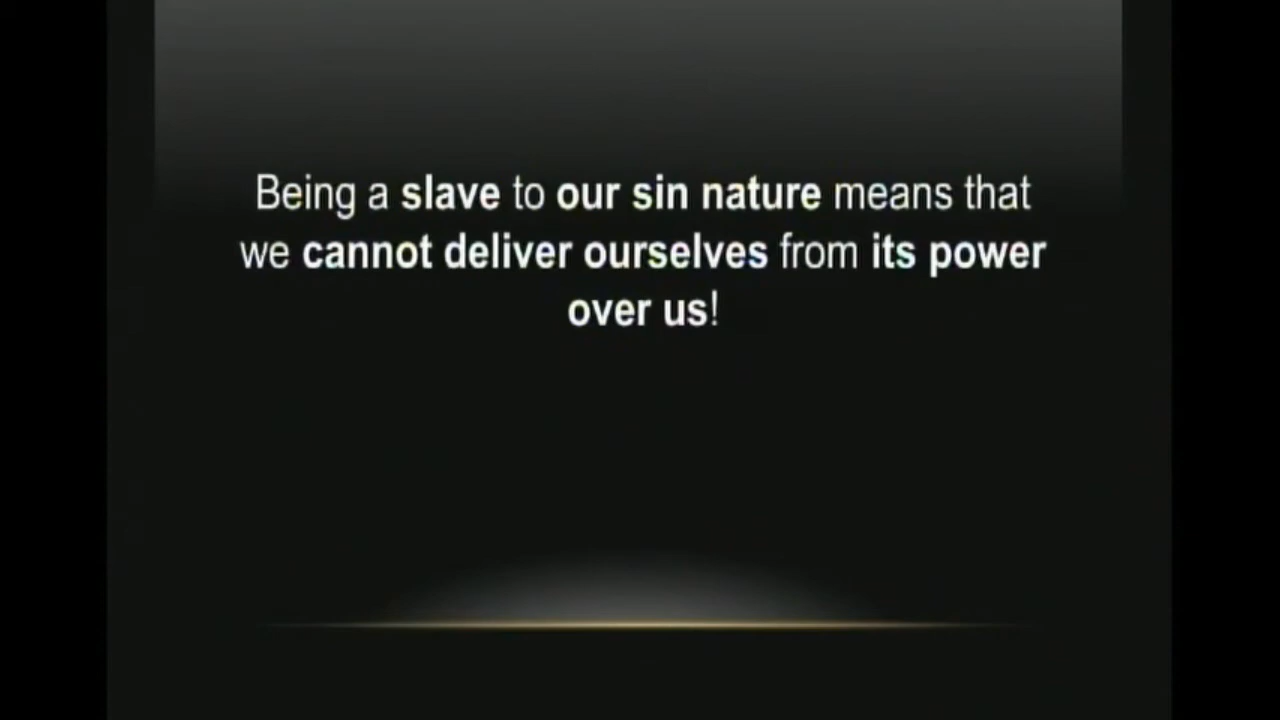 Being a slave to our sin nature means that
we cannot deliver ourselves from its power
over us!